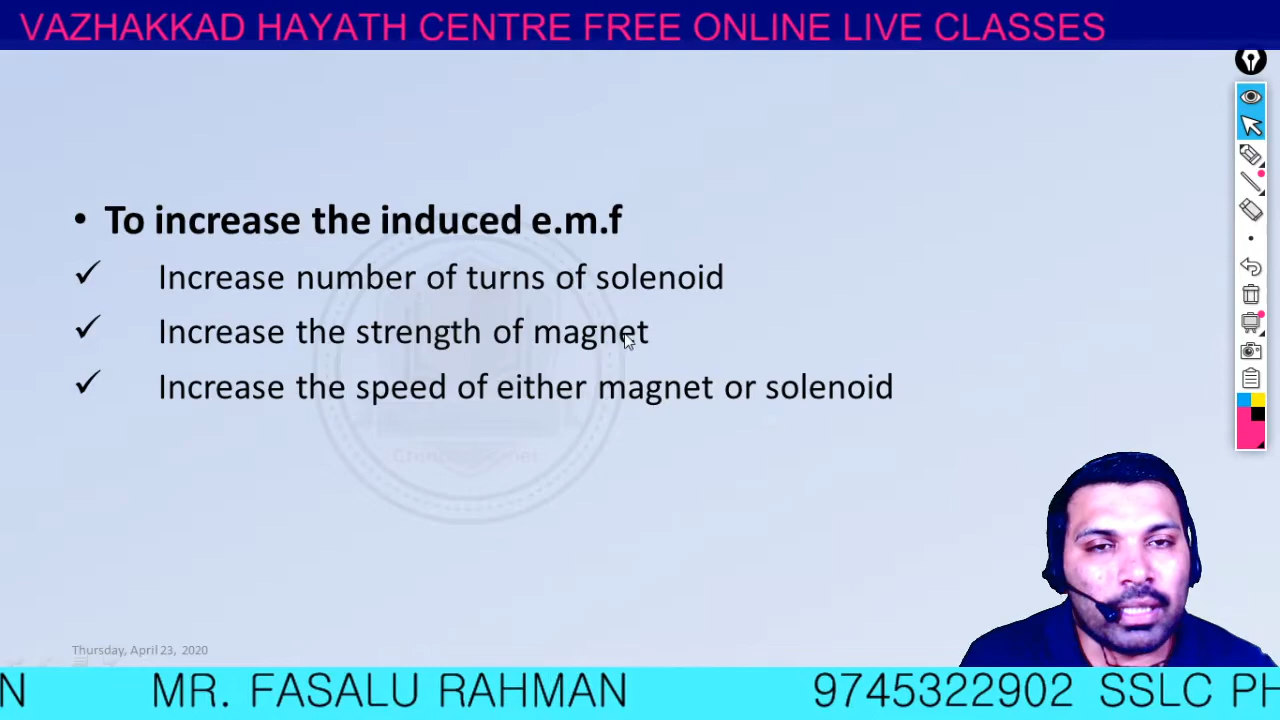 VAZHAKKAD HAYATH CENTRE FREE ONLINE LIVE CLASSES
• To increase the induced e.m.f
✓ Increase number of turns of solenoid
✓ Increase the strength of magnet
✓ Increase the speed of either magnet or solenoid
Thursday, April 23, 2020
N MR. FASALU RAHMAN 9745322902 SSLC PH